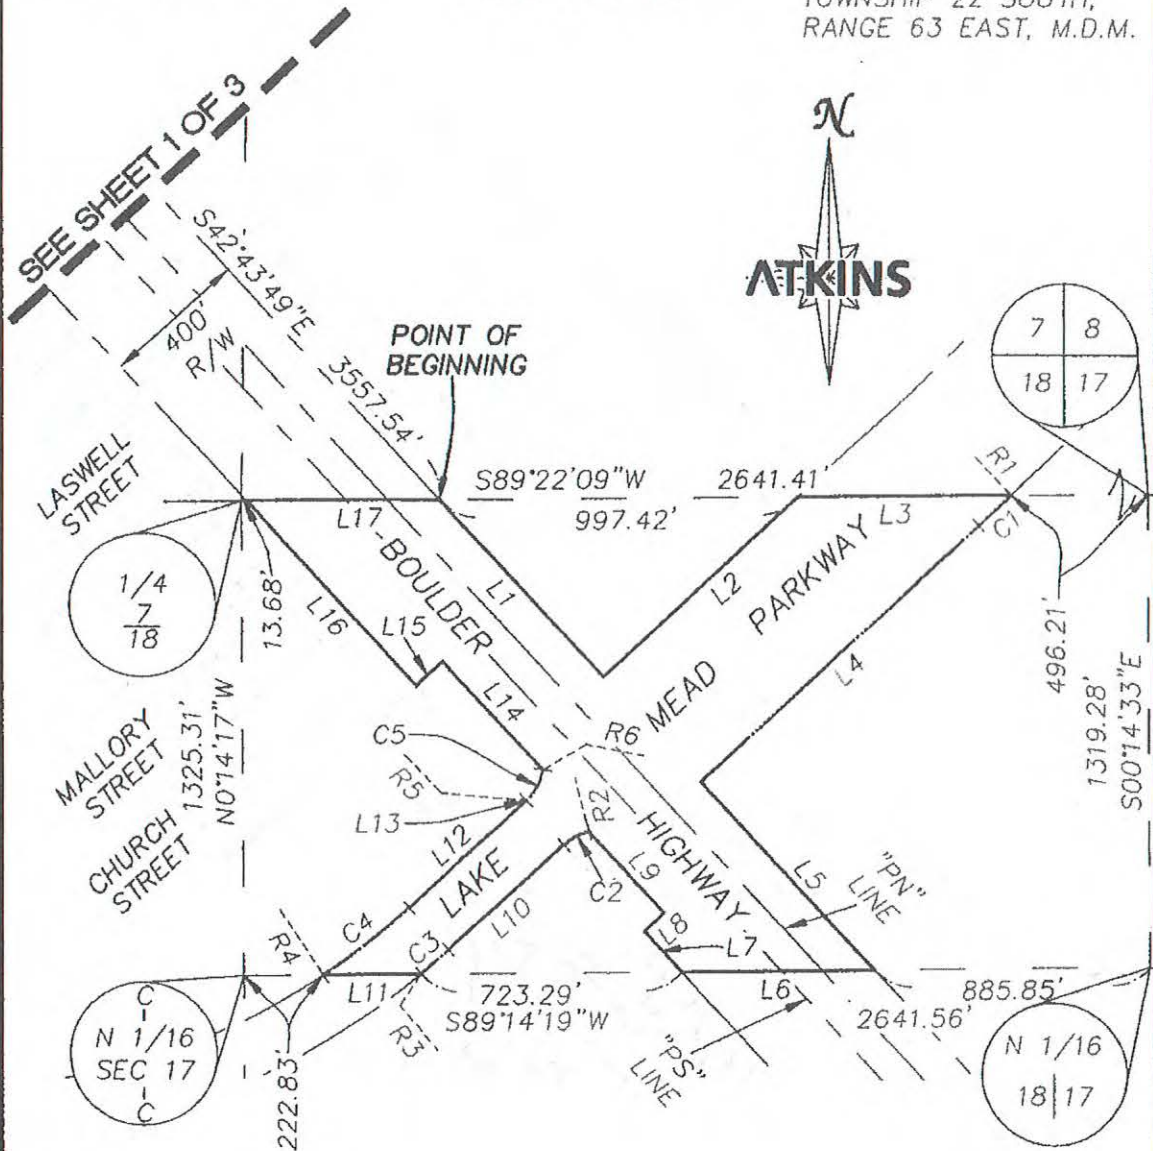 RANGE 63 EAST, M.D.M.
N
ATKINS
SEE SHEET 1 OF 3
S42°43'49"E
3557.54'
400'
R/W
POINT OF
BEGINNING
7 8
18 17
LASWELL
STREET
S89°22'09"W
2641.41'
997.42'
L17
L3
R1
C1
1/4
7
18
13.68'
BOULDER
L1
L2
PARKWAY
L16
L15
L14
L4
MEAD
496.21'
1319.28'
S00°14'33"E
MALLORY
STREET
1325.31'
N0°14'17"W
C5
R5
R6
R2
CHURCH
STREET
L13
L12
LAKE
HIGHWAY
L9
L5
"PN"
LINE
C2
C4
L10
R4
C3
L8
L7
L11
723.29'
L6
885.85'
S89°14'19"W
2641.56'
R3
"PS"
LINE
222.83'
C
N 1/16
SEC 17
C
N 1/16
18 17